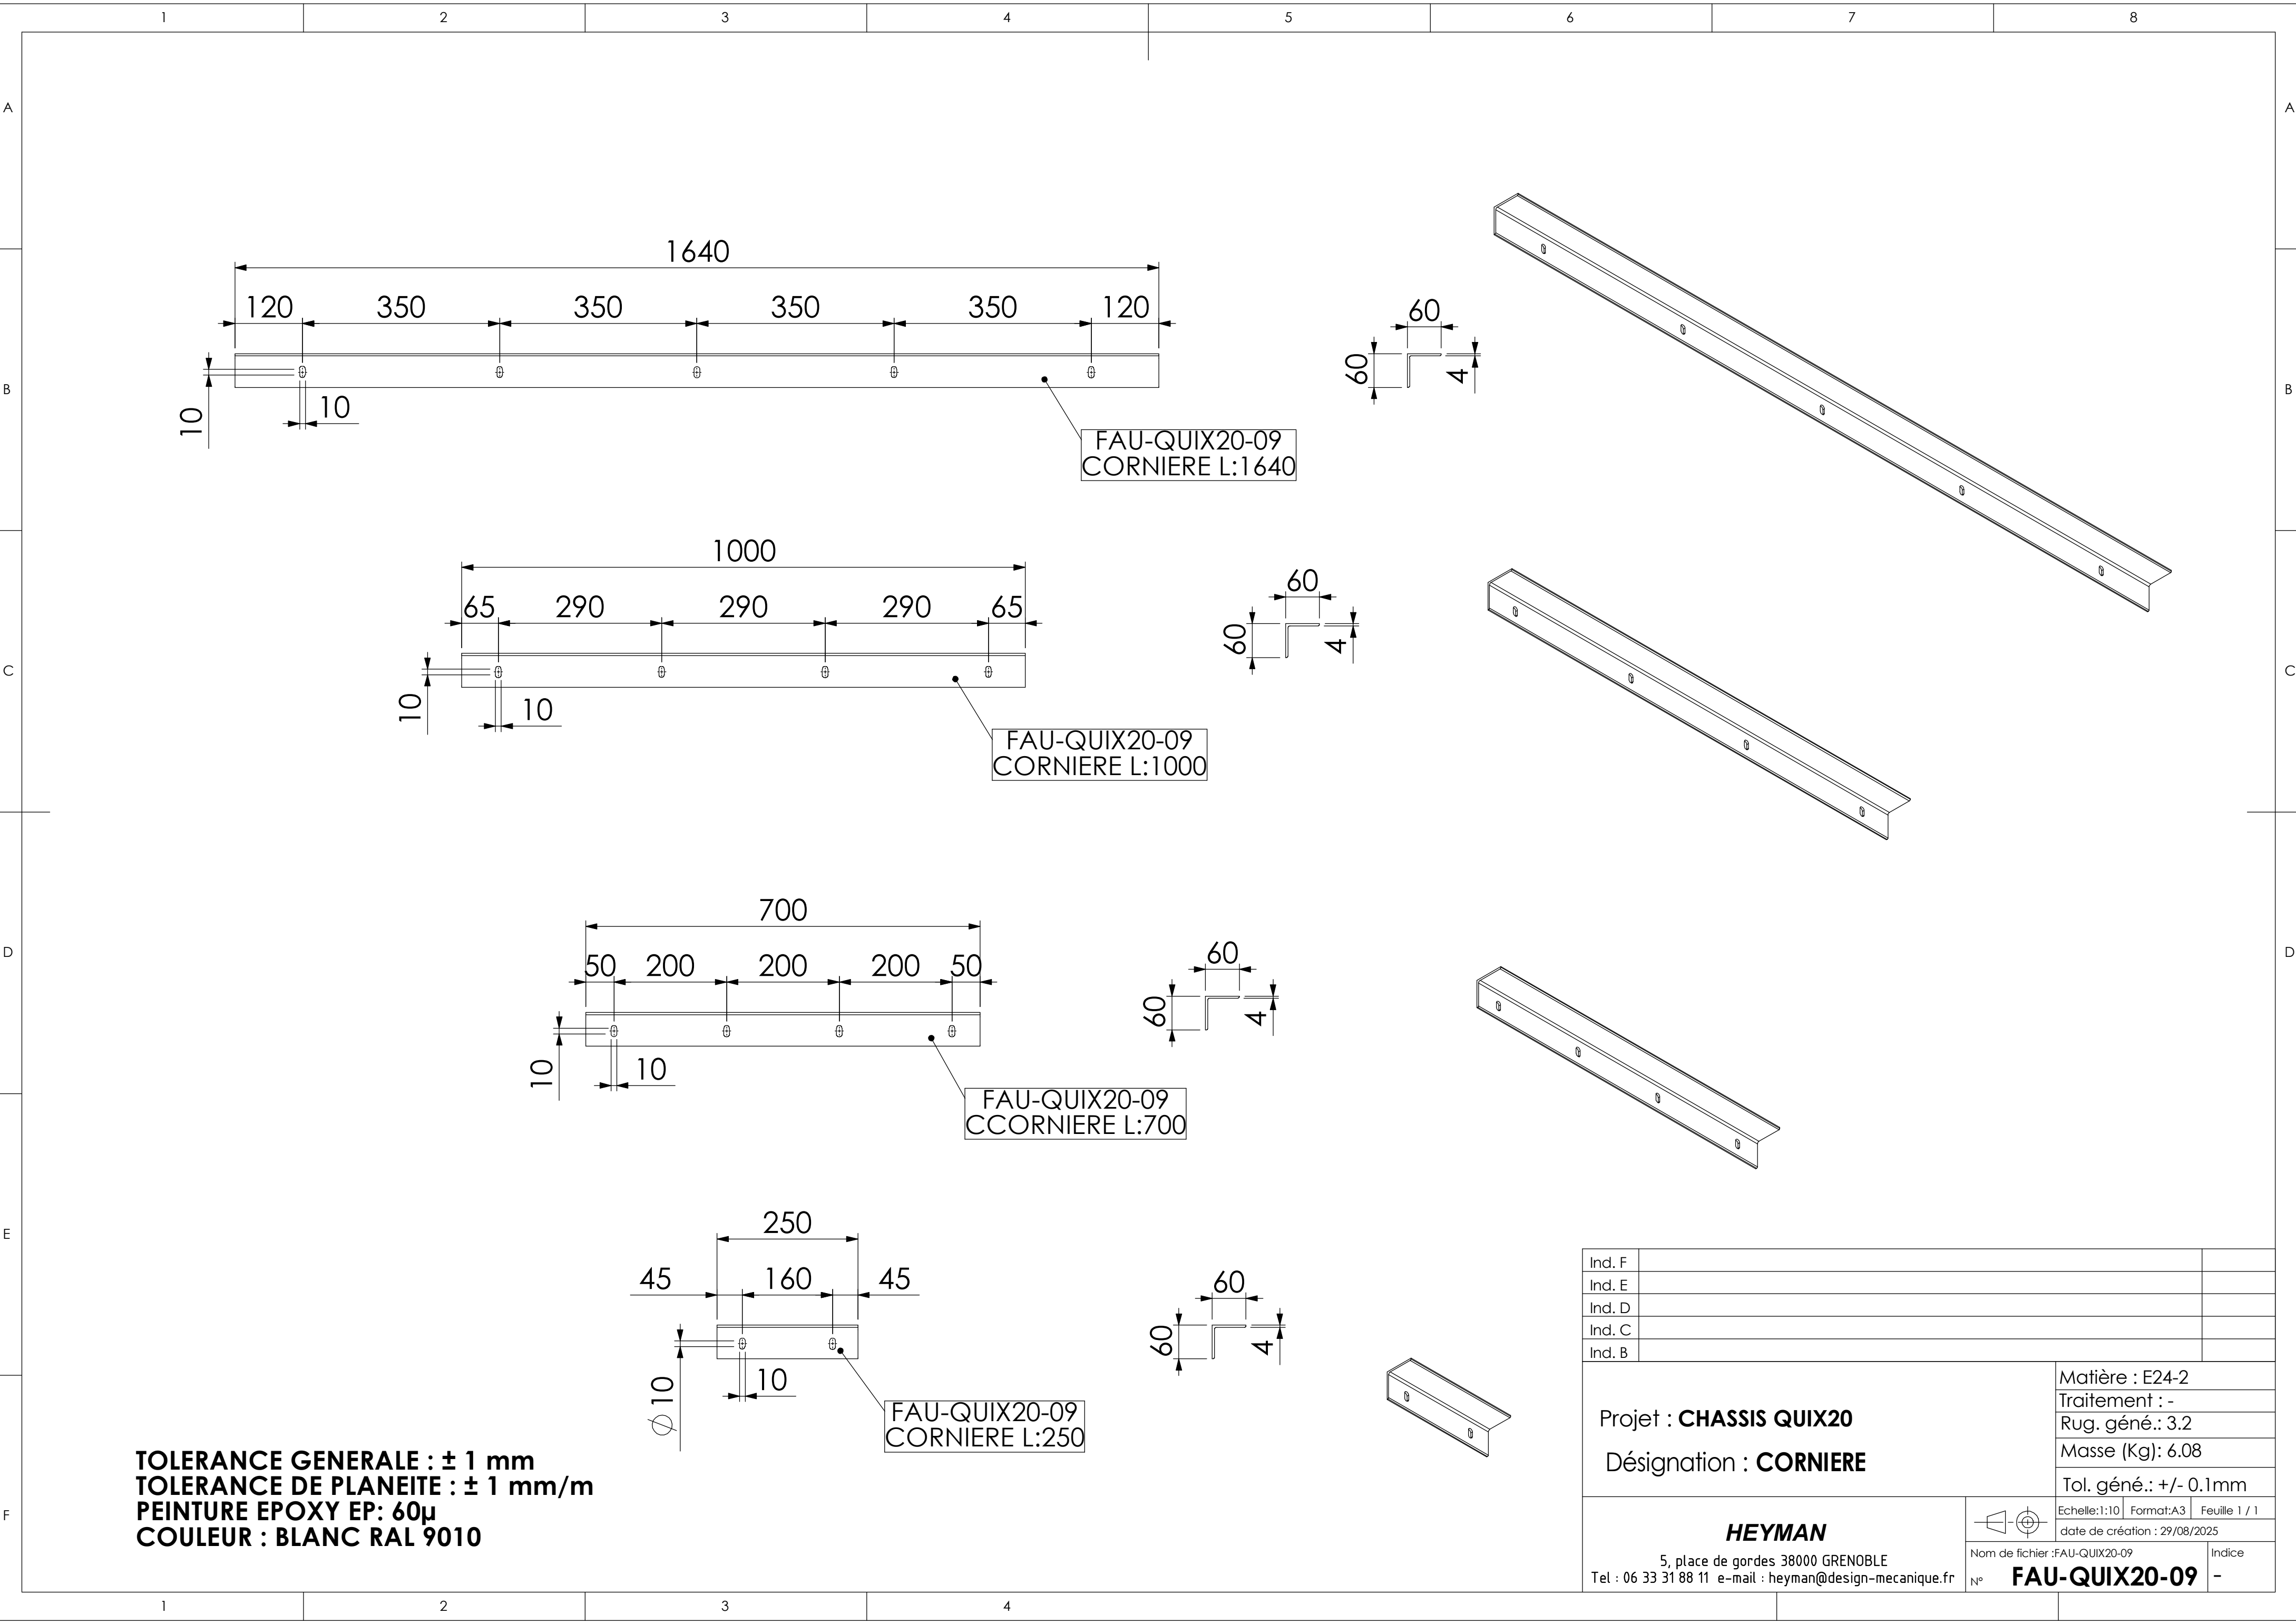 1 2 3 4 5 6 7 8
A A
1640
120 350 350 350 350 120
10
10
60
60
4
B B
FAU-QUIX20-09
CORNIERE L:1640
1000
65 290 290 290 65
10
10
60
60
4
C C
FAU-QUIX20-09
CORNIERE L:1000
700
50 200 200 200 50
10
10
60
60
4
D D
FAU-QUIX20-09
CCORNIERE L:700
250
45 160 45
Ø 10
10
60
60
4
E
FAU-QUIX20-09
CORNIERE L:250
TOLERANCE GENERALE : ± 1 mm
TOLERANCE DE PLANEITE : ± 1 mm/m
PEINTURE EPOXY EP: 60µ
COULEUR : BLANC RAL 9010
F
Ind. F
Ind. E
Ind. D
Ind. C
Ind. B
Projet : CHASSIS QUIX20
Désignation : CORNIERE
Matière : E24-2
Traitement : -
Rug. géné.: 3.2
Masse (Kg): 6.08
Tol. géné.: +/- 0.1mm
Echelle:1:10 Format:A3 Feuille 1 / 1
date de création : 29/08/2025
HEYMAN
5, place de gordes 38000 GRENOBLE
Tel : 06 33 31 88 11 e-mail : heyman@design-mecanique.fr
Nom de fichier :FAU-QUIX20-09
N° FAU-QUIX20-09
Indice
-
1 2 3 4